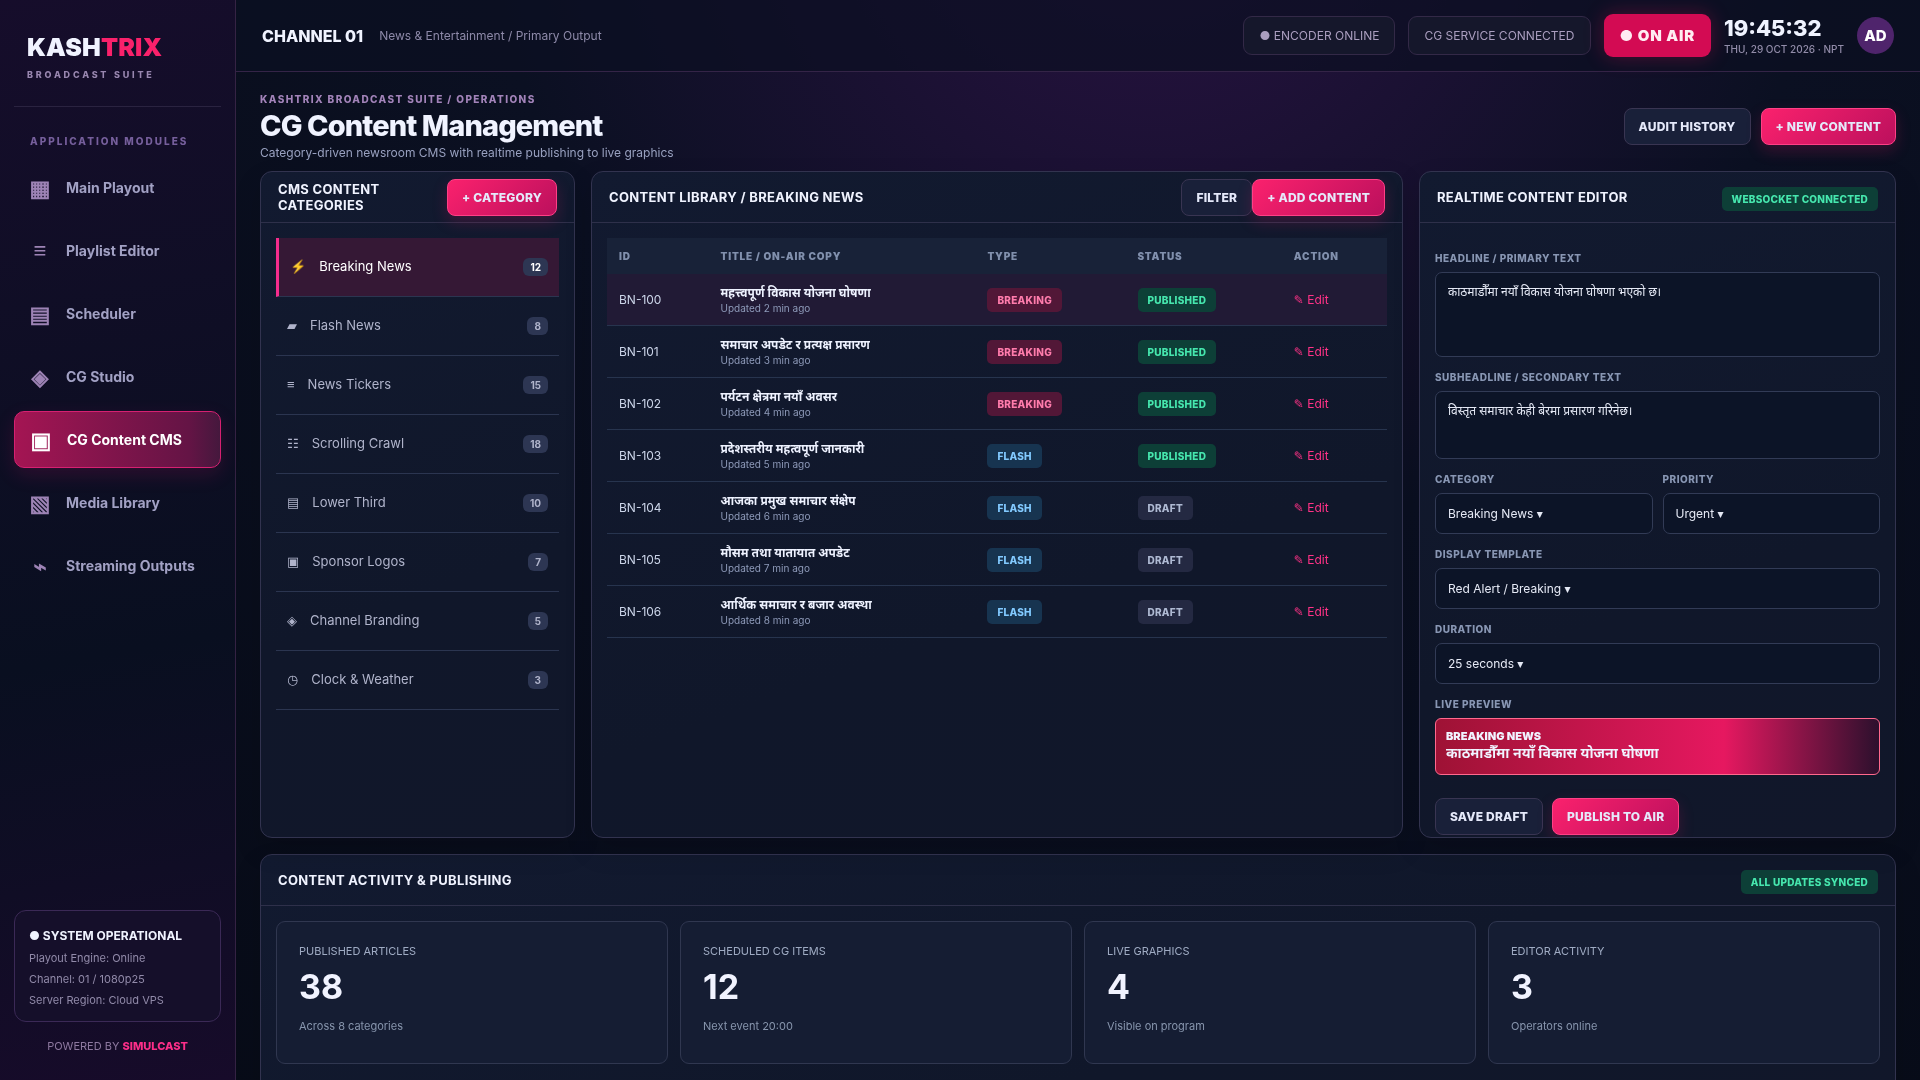 KASHTRIX
BROADCAST SUITE
APPLICATION MODULES
Main Playout
Playlist Editor
Scheduler
CG Studio
CG Content CMS
Media Library
Streaming Outputs
● SYSTEM OPERATIONAL
Playout Engine: Online
Channel: 01 / 1080p25
Server Region: Cloud VPS
POWERED BY SIMULCAST
CHANNEL 01 News & Entertainment / Primary Output
● ENCODER ONLINE
CG SERVICE CONNECTED
● ON AIR
19:45:32
THU, 29 OCT 2026 · NPT
AD
KASHTRIX BROADCAST SUITE / OPERATIONS
CG Content Management
Category-driven newsroom CMS with realtime publishing to live graphics
AUDIT HISTORY
+ NEW CONTENT
CMS CONTENT
CATEGORIES
+ CATEGORY
⚡ Breaking News 12
▰ Flash News 8
≡ News Tickers 15
☷ Scrolling Crawl 18
▤ Lower Third 10
▣ Sponsor Logos 7
◈ Channel Branding 5
◷ Clock & Weather 3
CONTENT LIBRARY / BREAKING NEWS
FILTER
+ ADD CONTENT
ID TITLE / ON-AIR COPY TYPE STATUS ACTION
BN-100 महत्त्वपूर्ण विकास योजना घोषणा BREAKING PUBLISHED ✎ Edit
Updated 2 min ago
BN-101 समाचार अपडेट र प्रत्यक्ष प्रसारण BREAKING PUBLISHED ✎ Edit
Updated 3 min ago
BN-102 पर्यटन क्षेत्रमा नयाँ अवसर BREAKING PUBLISHED ✎ Edit
Updated 4 min ago
BN-103 प्रदेशस्तरीय महत्वपूर्ण जानकारी FLASH PUBLISHED ✎ Edit
Updated 5 min ago
BN-104 आजका प्रमुख समाचार संक्षेप FLASH DRAFT ✎ Edit
Updated 6 min ago
BN-105 मौसम तथा यातायात अपडेट FLASH DRAFT ✎ Edit
Updated 7 min ago
BN-106 आर्थिक समाचार र बजार अवस्था FLASH DRAFT ✎ Edit
Updated 8 min ago
REALTIME CONTENT EDITOR
WEBSOCKET CONNECTED
HEADLINE / PRIMARY TEXT
काठमाडौँमा नयाँ विकास योजना घोषणा भएको छ।
SUBHEADLINE / SECONDARY TEXT
विस्तृत समाचार केही बेरमा प्रसारण गरिनेछ।
CATEGORY PRIORITY
Breaking News ▾ Urgent ▾
DISPLAY TEMPLATE
Red Alert / Breaking ▾
DURATION
25 seconds ▾
LIVE PREVIEW
BREAKING NEWS
काठमाडौँमा नयाँ विकास योजना घोषणा
SAVE DRAFT
PUBLISH TO AIR
CONTENT ACTIVITY & PUBLISHING
ALL UPDATES SYNCED
PUBLISHED ARTICLES
38
Across 8 categories
SCHEDULED CG ITEMS
12
Next event 20:00
LIVE GRAPHICS
4
Visible on program
EDITOR ACTIVITY
3
Operators online